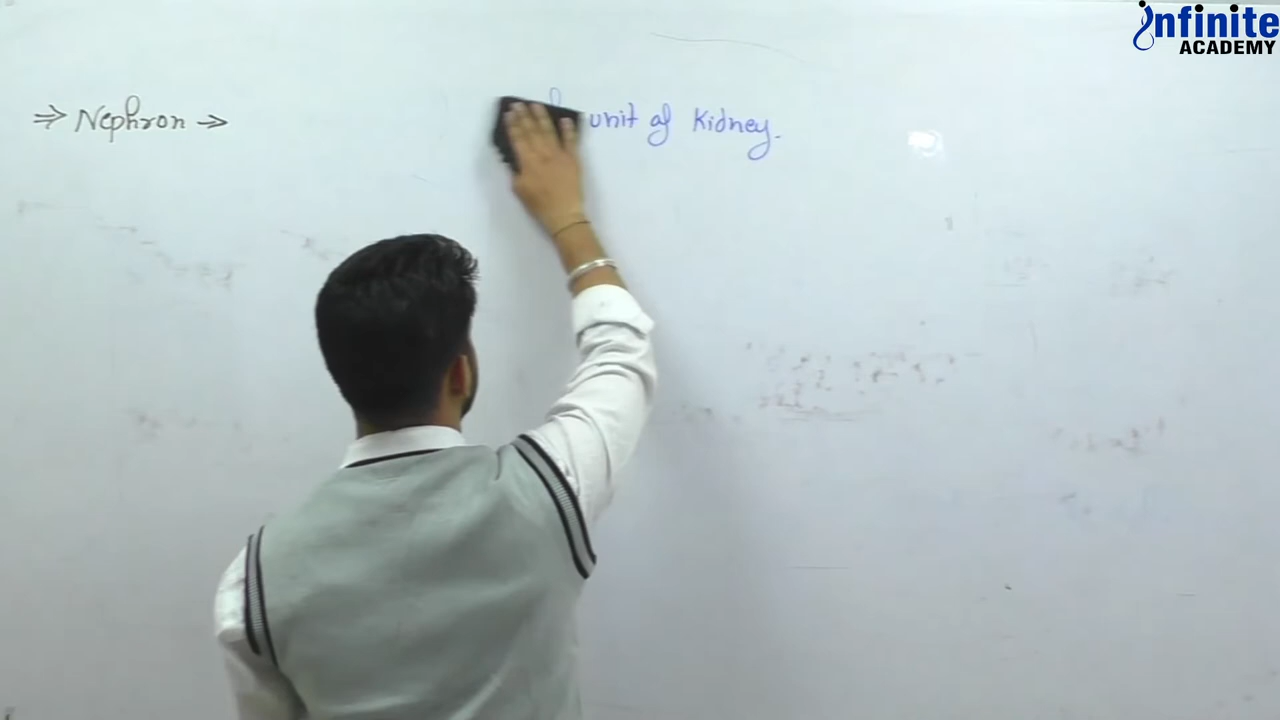 infinite
ACADEMY
⇒ Nephron → unit of Kidney.